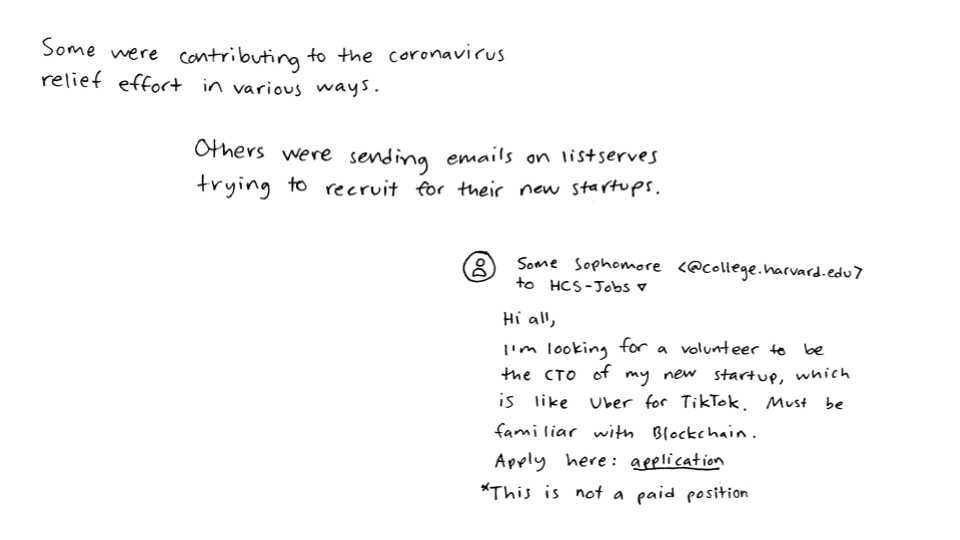 Some were contributing to the coronavirus
relief effort in various ways.
Others were sending emails on listserves
trying to recruit for their new startups.
Some Sophomore <@college.harvard.edu>
to HCS-Jobs ▿
Hi all,
I'm looking for a volunteer to be
the CTO of my new startup, which
is like Uber for TikTok. Must be
familiar with Blockchain.
Apply here: application
*This is not a paid position